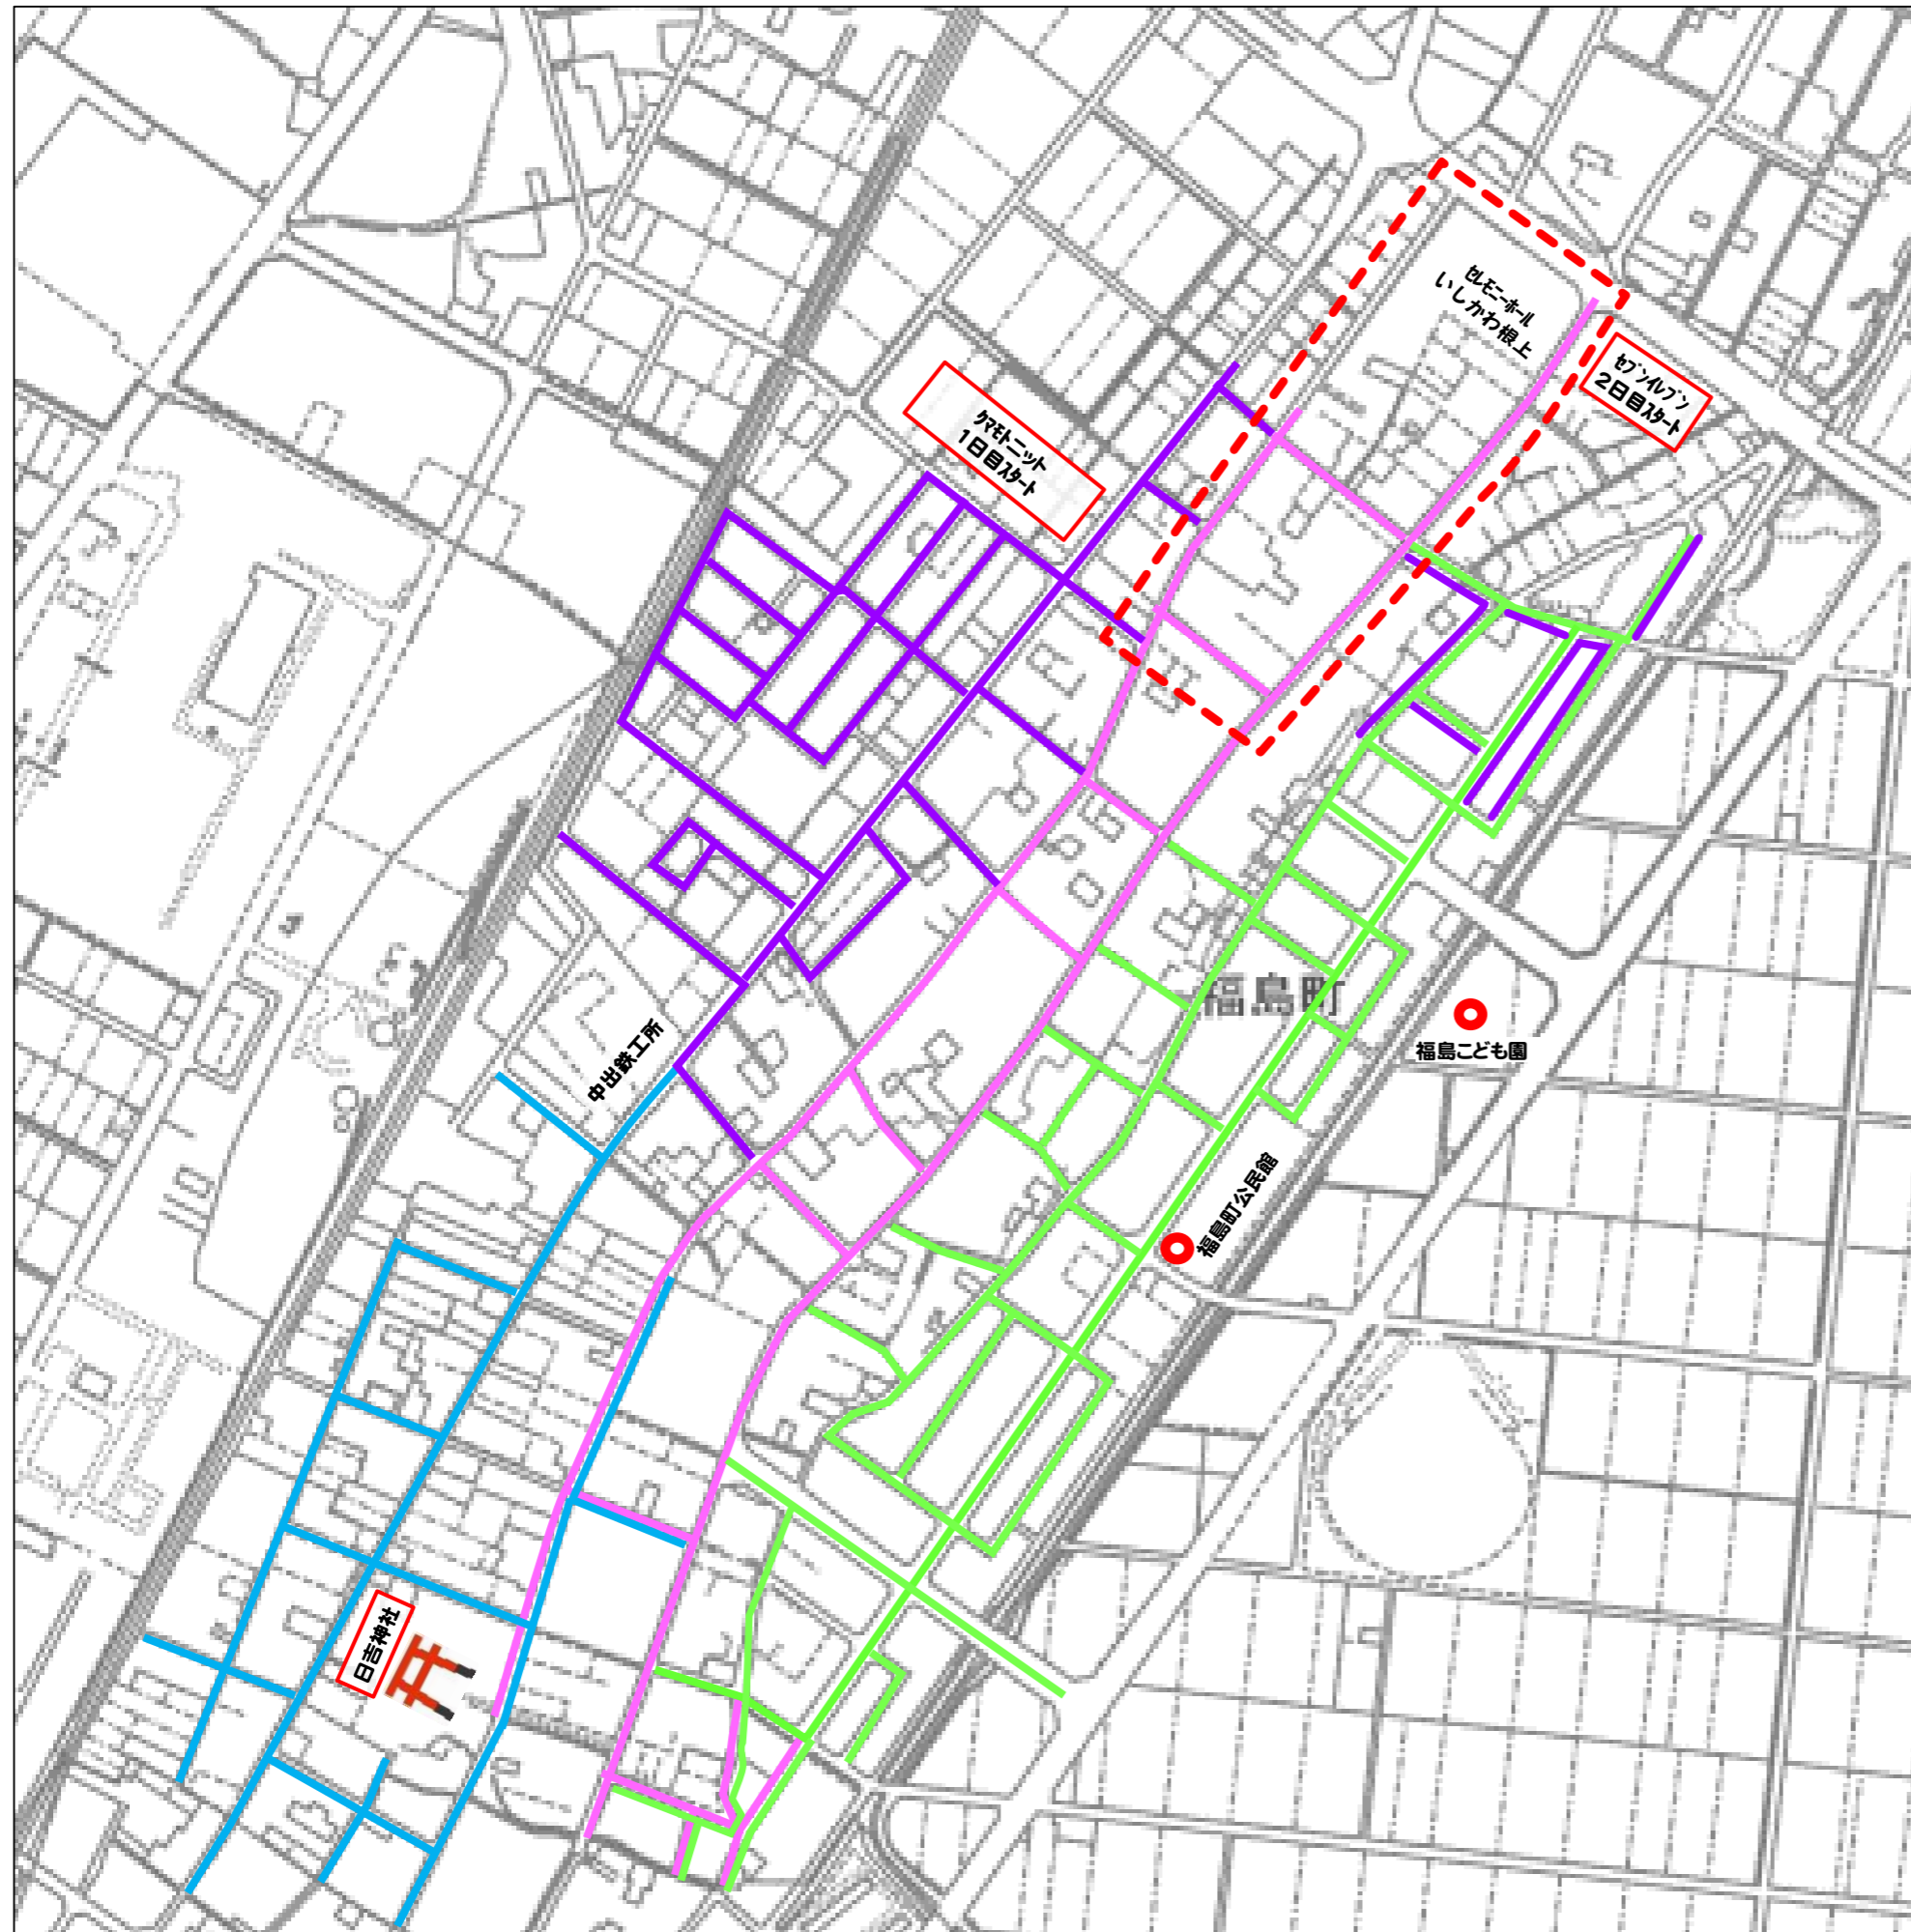 セレモニーホール
いしかわ根上
セブンイレブン
2日目スタート
クマモトニット
1日目スタート
福島町
福島こども園
中出鉄工所
福島町公民館
日吉神社